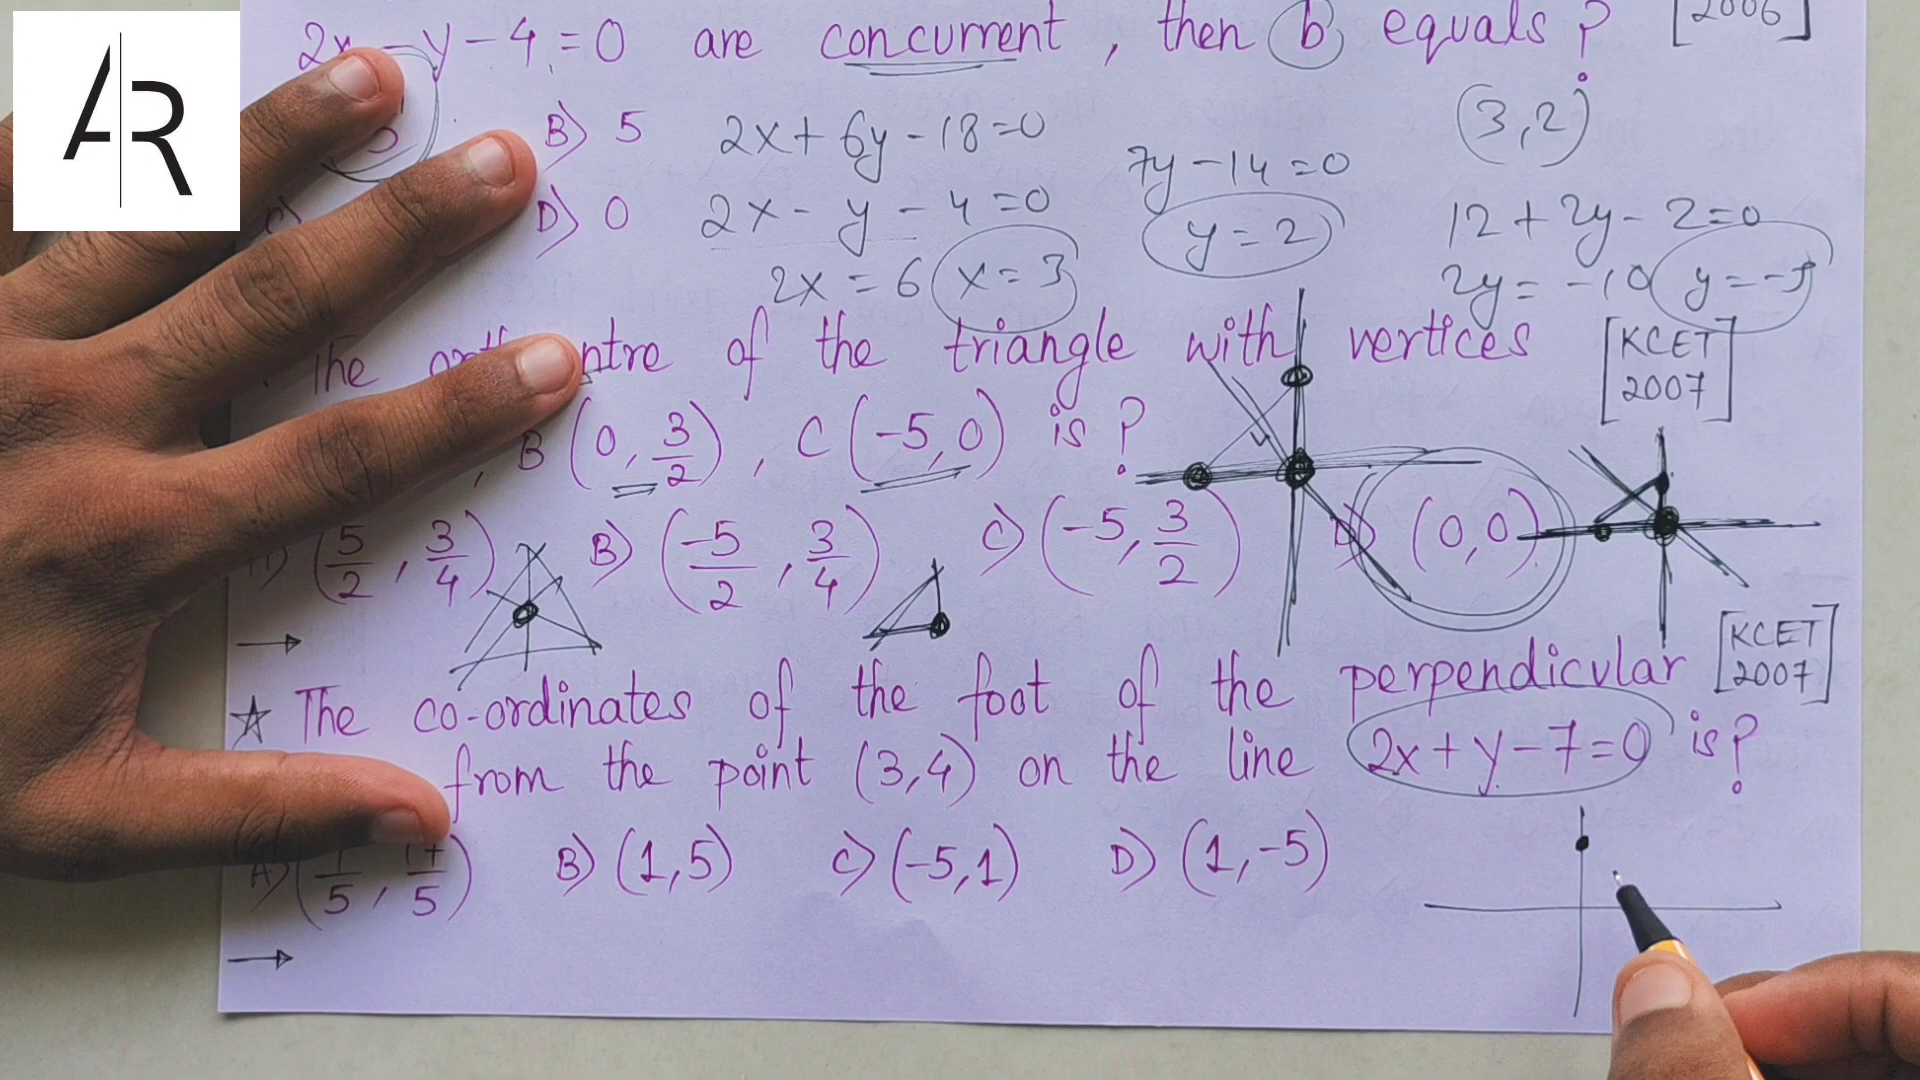 AR
2x - y - 4 = 0 are concurrent, then b equals? [2006]
B) 5
D) 0
2x + 6y - 18 = 0
2x - y - 4 = 0
2x = 6 x = 3
7y - 14 = 0
y = 2
(3,2)
12 + 2y - 2 = 0
2y = -10 y = -5
The orthocentre of the triangle with vertices [KCET 2007]
, B (0, 3/2), C (-5,0) is?
A) (5/2, 3/4) B) (-5/2, 3/4) C) (-5, 3/2) D) (0,0)
→
☆ The co-ordinates of the foot of the perpendicular [KCET 2007]
from the point (3,4) on the line 2x + y - 7 = 0 is?
B) (1,5) C) (-5,1) D) (1,-5)
→